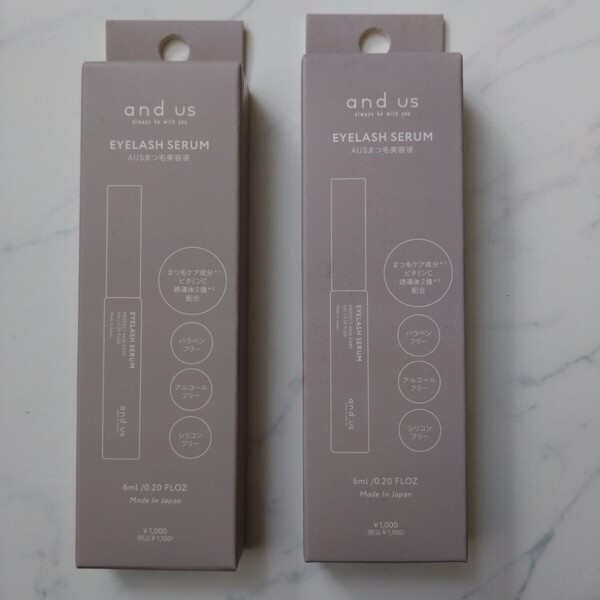 and us
always be with you
EYELASH SERUM
AUSまつ毛美容液
まつ毛ケア成分*¹
ビタミンC
誘導体2種*²
配合
パラベン
フリー
アルコール
フリー
シリコン
フリー
EYELASH SERUM
and us
6ml /0.20 FLOZ
Made In Japan
¥1,000
(税込¥1,100)
and us
always be with you
EYELASH SERUM
AUSまつ毛美容液
まつ毛ケア成分*¹
ビタミンC
誘導体2種*²
配合
パラベン
フリー
アルコール
フリー
シリコン
フリー
EYELASH SERUM
and us
6ml /0.20 FLOZ
Made In Japan
¥1,000
(税込¥1,100)